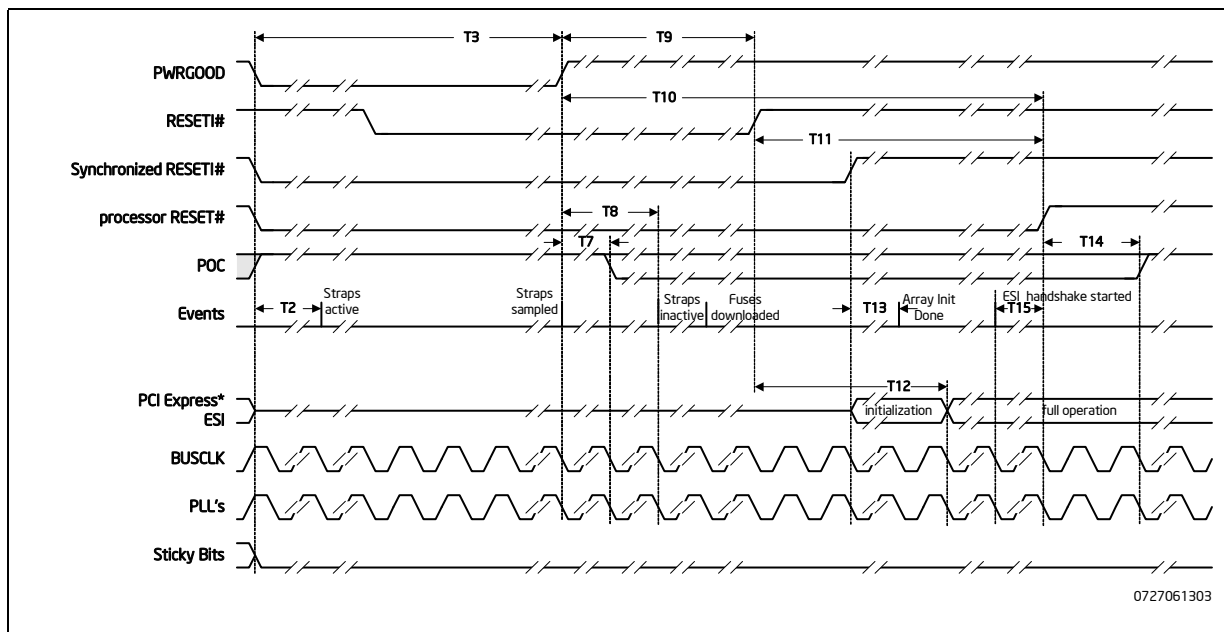 T3
T9
PWRGOOD
T10
RESETI#
T11
Synchronized RESETI#
T8
processor RESET#
T7
T14
POC
Straps
active
Straps
sampled
Straps
inactive
Fuses
downloaded
Array Init
Done
ESI handshake started
Events
T2
T13
T15
T12
PCI Express*
ESI
initialization
full operation
BUSCLK
PLL's
Sticky Bits
0727061303